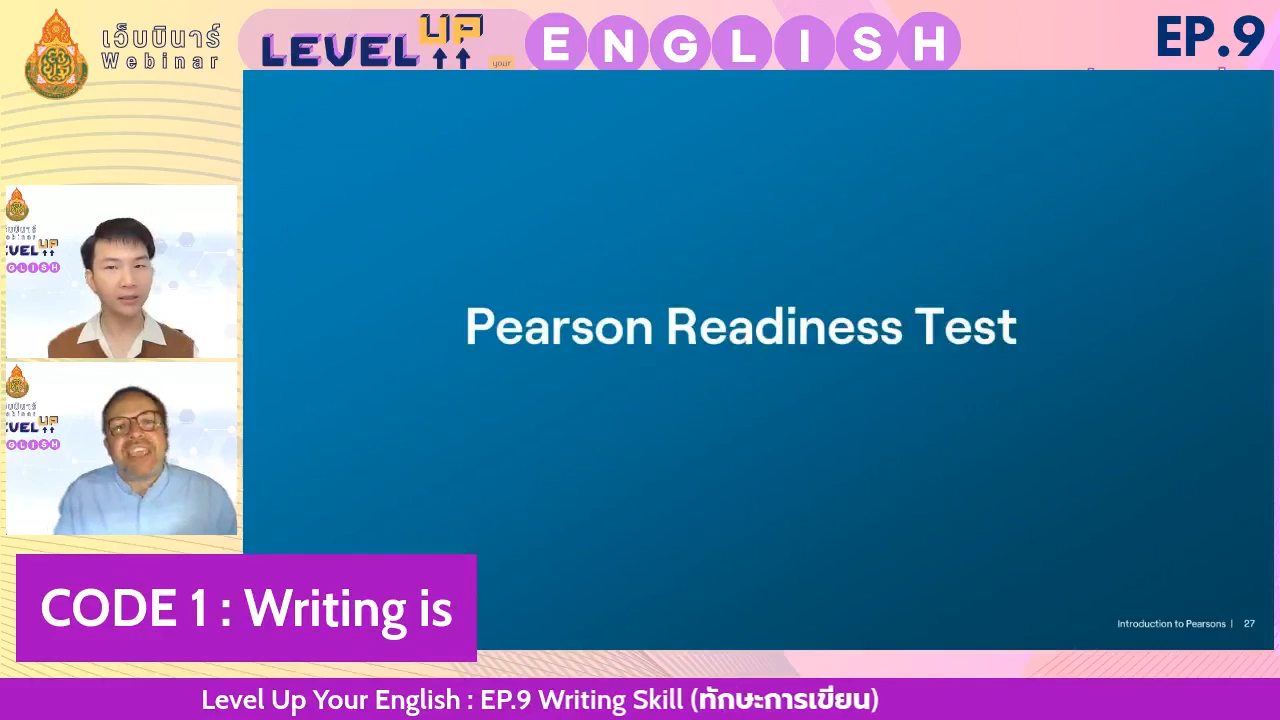 เว็บบินาร์
Webinar
LEVEL UP
your
ENGLISH
EP.9
Pearson Readiness Test
Introduction to Pearsons | 27
CODE 1 : Writing is
Level Up Your English : EP.9 Writing Skill (ทักษะการเขียน)